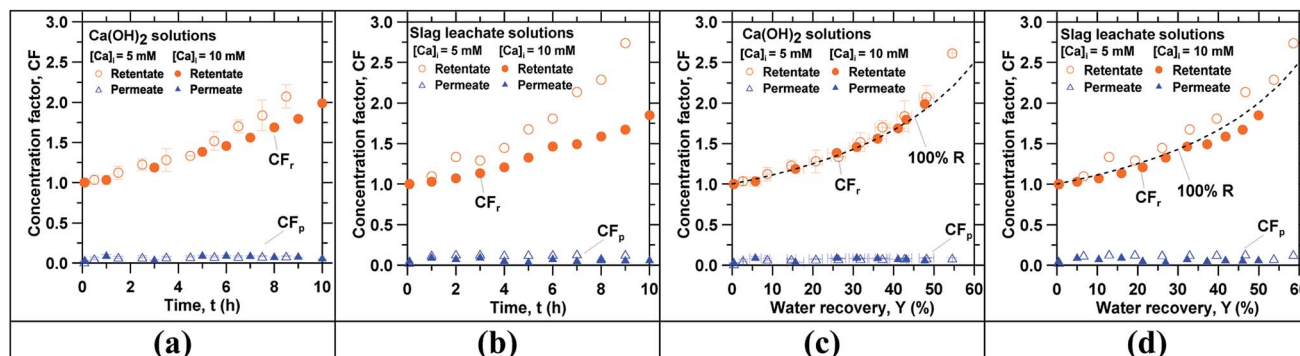 Concentration factor, CF
3.0
2.5
2.0
1.5
1.0
0.5
0.0
Ca(OH)2 solutions
[Ca]i = 5 mM [Ca]i = 10 mM
Retentate Retentate
Permeate Permeate
CFr
CFp
0 2 4 6 8 10
Time, t (h)
(a)
Concentration factor, CF
3.0
2.5
2.0
1.5
1.0
0.5
0.0
Slag leachate solutions
[Ca]i = 5 mM [Ca]i = 10 mM
Retentate Retentate
Permeate Permeate
CFr
CFp
0 2 4 6 8 10
Time, t (h)
(b)
Concentration factor, CF
3.0
2.5
2.0
1.5
1.0
0.5
0.0
Ca(OH)2 solutions
[Ca]i = 5 mM [Ca]i = 10 mM
Retentate Retentate
Permeate Permeate
100% R
CFr
CFp
0 10 20 30 40 50 60
Water recovery, Y (%)
(c)
Concentration factor, CF
3.0
2.5
2.0
1.5
1.0
0.5
0.0
Slag leachate solutions
[Ca]i = 5 mM [Ca]i = 10 mM
Retentate Retentate
Permeate Permeate
CFr
100% R
CFp
0 10 20 30 40 50 60
Water recovery, Y (%)
(d)